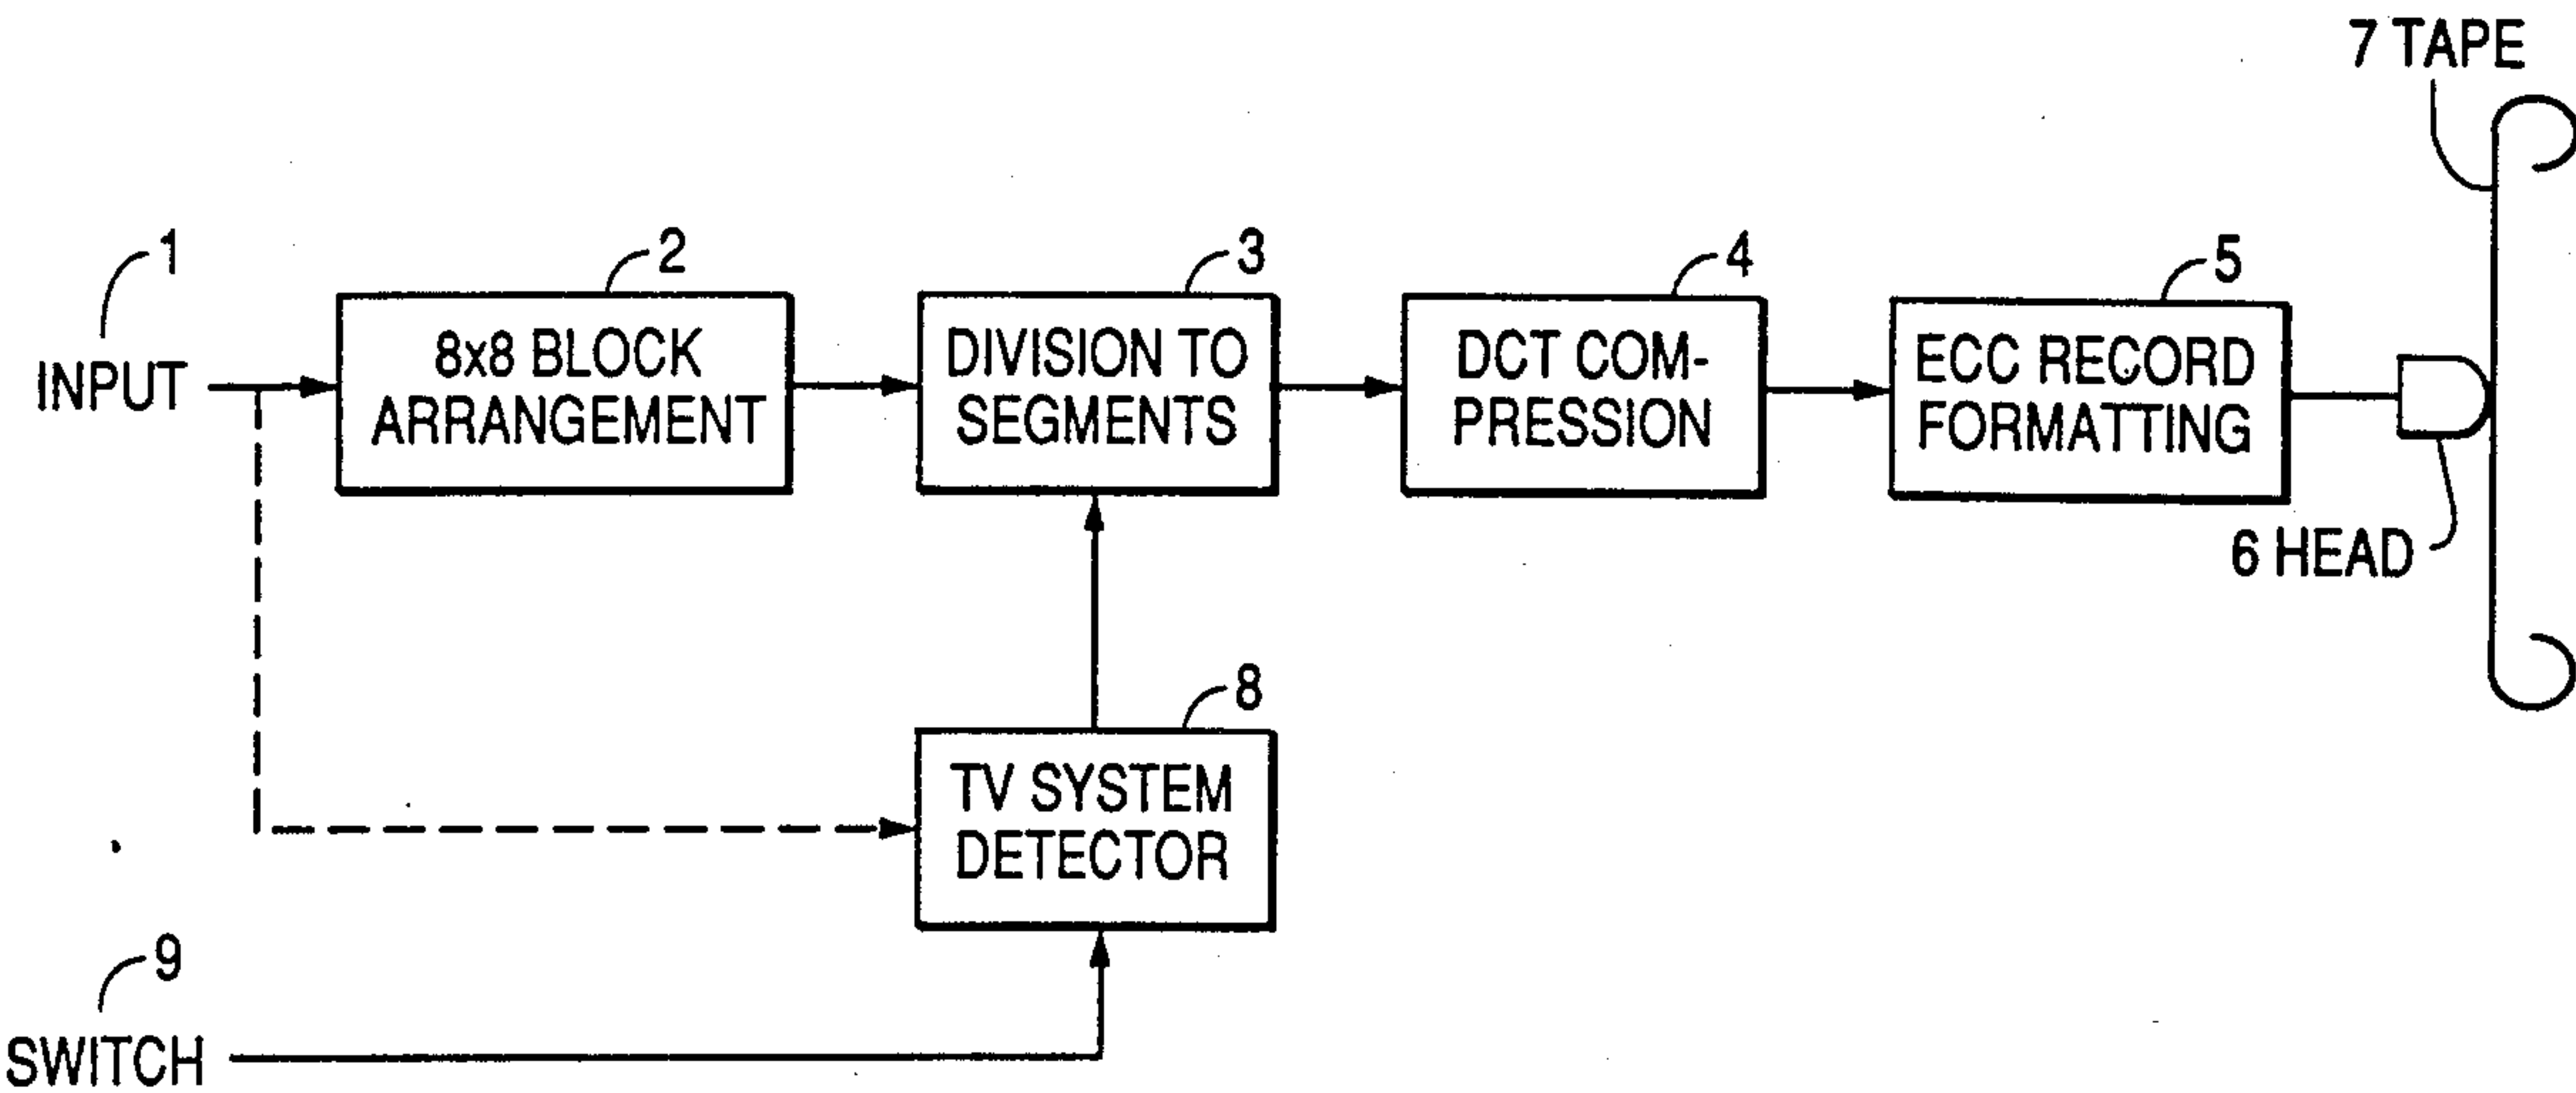 7 TAPE
1
2
3
4
5
INPUT
8x8 BLOCK
ARRANGEMENT
DIVISION TO
SEGMENTS
DCT COM-
PRESSION
ECC RECORD
FORMATTING
6 HEAD
8
TV SYSTEM
DETECTOR
9
SWITCH